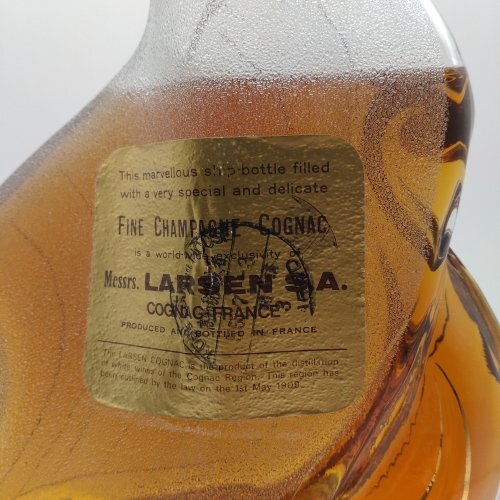 This marvellous ship-bottle filled
with a very special and delicate
FINE CHAMPAGNE COGNAC
is a world-wide exclusivity of
Messrs. LARSEN S.A.
COGNAC-FRANCE
PRODUCED AND BOTTLED IN FRANCE
The LARSEN COGNAC is the product of the distillation
of white wines of the Cognac Region. This region has
been outlined by the law on the 1st May 1909.